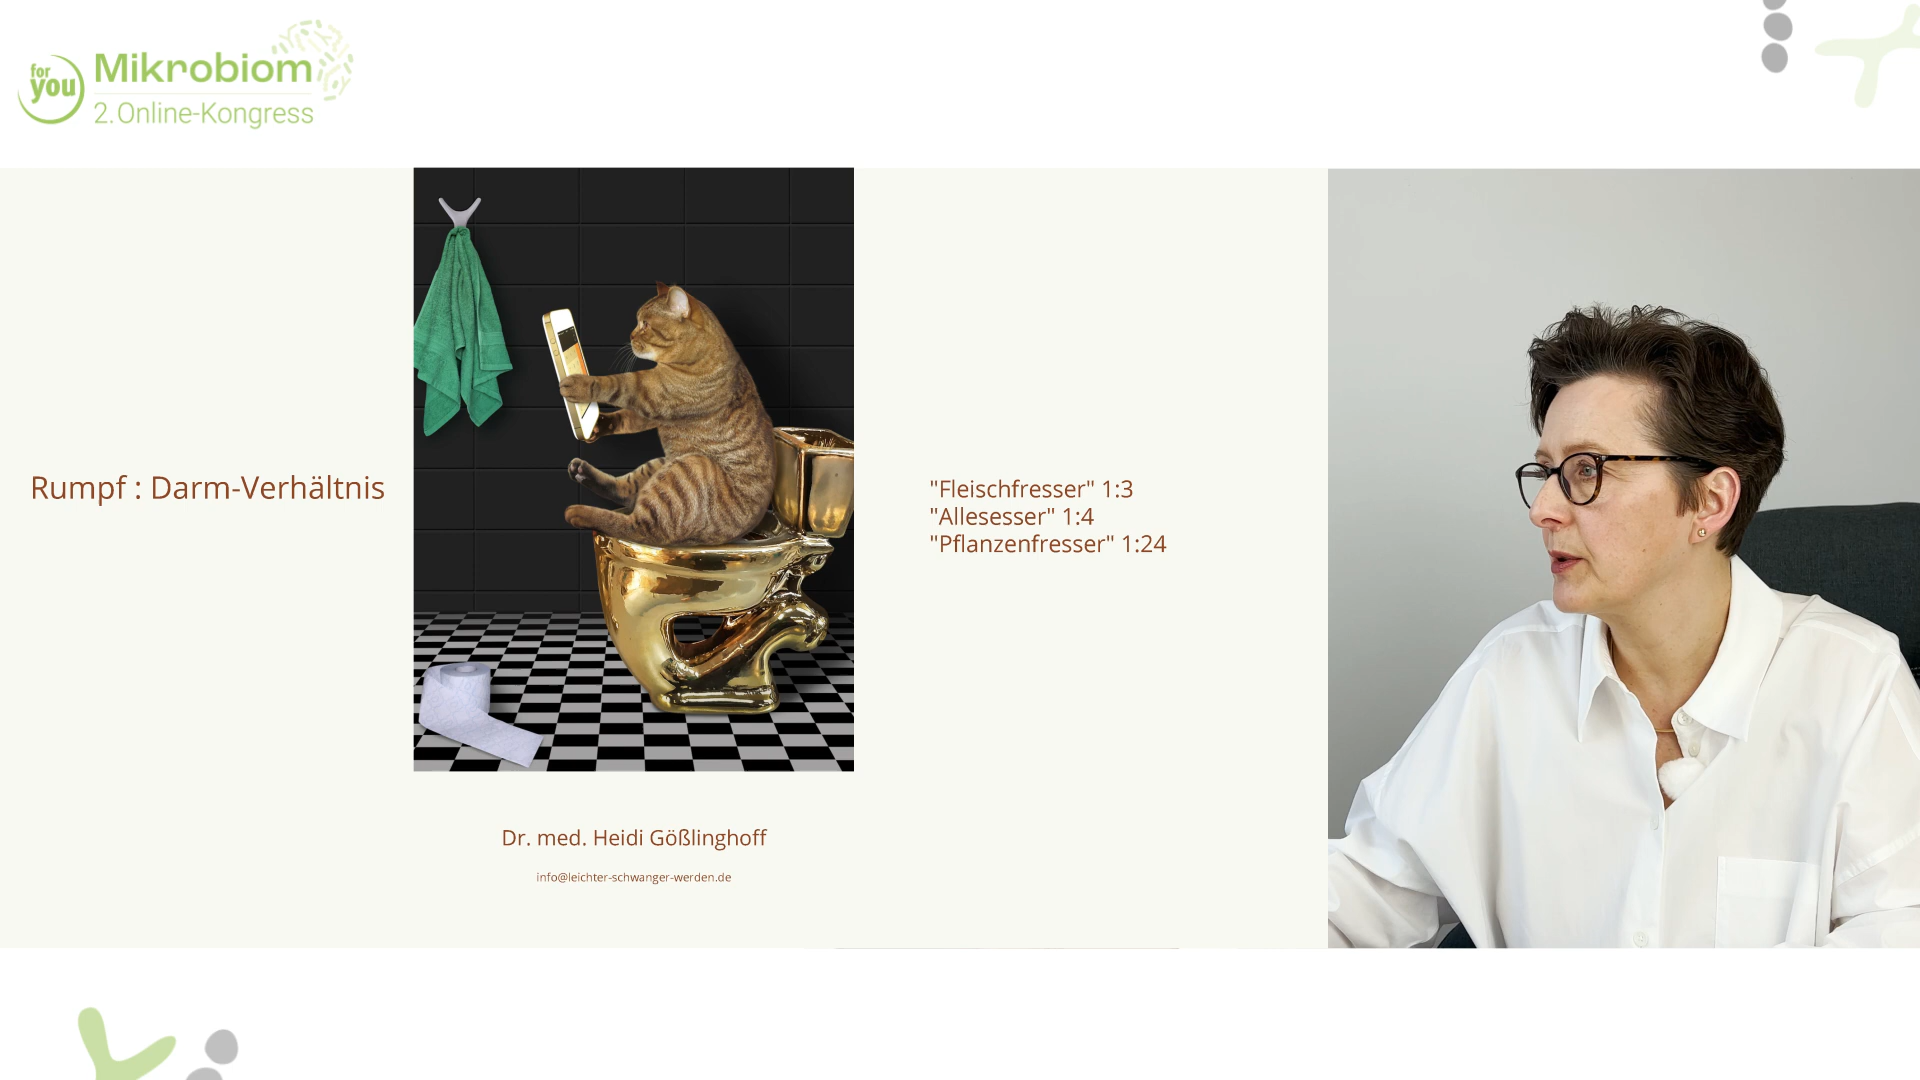 for
you
Mikrobiom
2. Online-Kongress
Rumpf : Darm-Verhältnis
"Fleischfresser" 1:3
"Allesesser" 1:4
"Pflanzenfresser" 1:24
Dr. med. Heidi Gößlinghoff
info@leichter-schwanger-werden.de